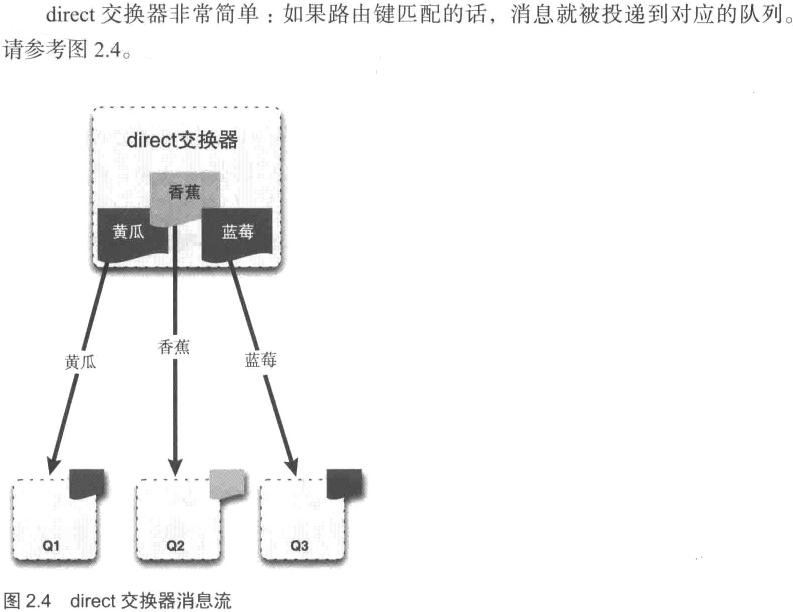 direct 交换器非常简单：如果路由键匹配的话，消息就被投递到对应的队列。
请参考图 2.4。
direct交换器
香蕉
黄瓜
蓝莓
黄瓜
香蕉
蓝莓
Q1
Q2
Q3
图 2.4 direct 交换器消息流